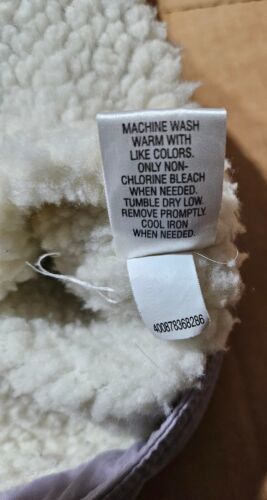 MACHINE WASH
WARM WITH
LIKE COLORS.
ONLY NON-
CHLORINE BLEACH
WHEN NEEDED.
TUMBLE DRY LOW.
REMOVE PROMPTLY.
COOL IRON
WHEN NEEDED.
400878368286